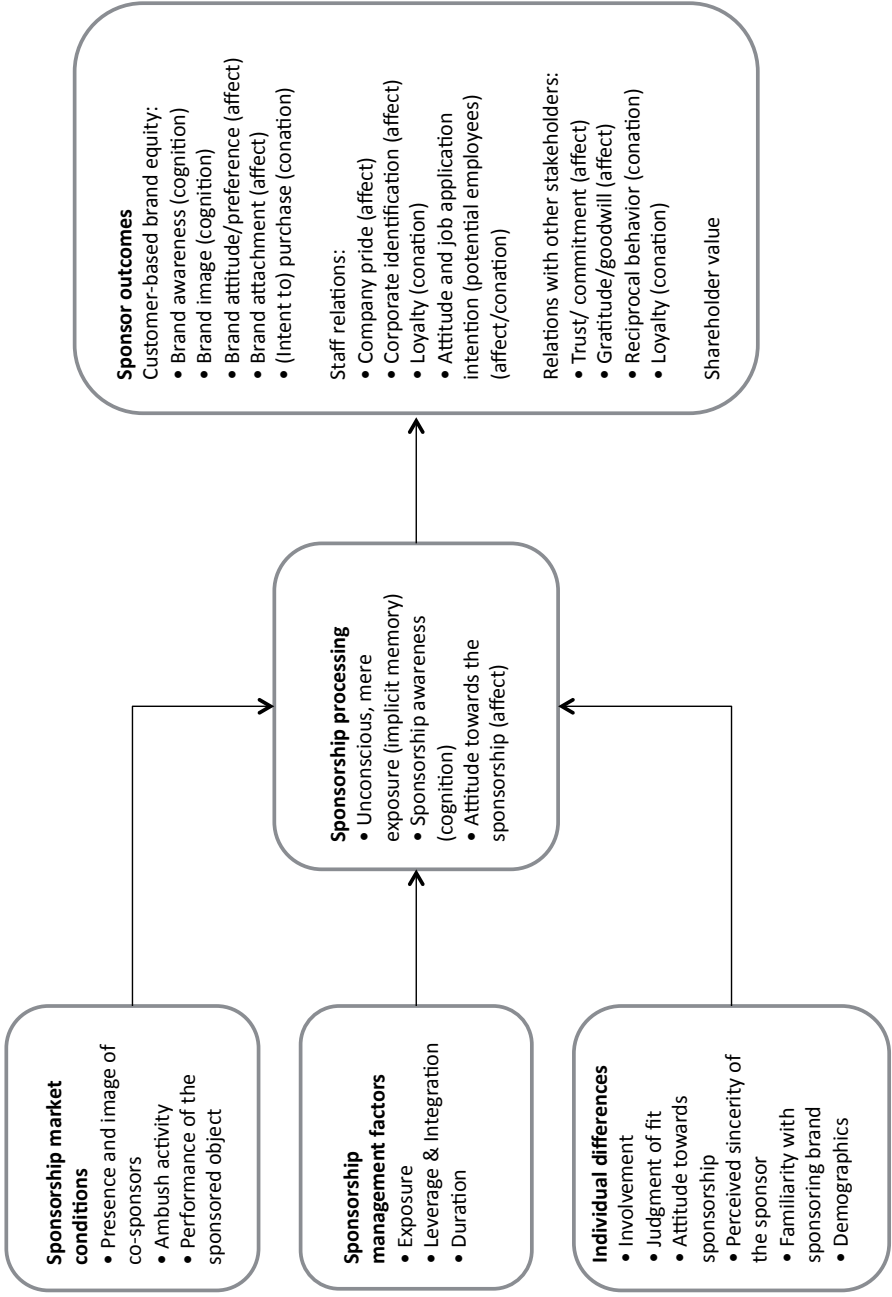 Sponsorship market
conditions
• Presence and image of
co-sponsors
• Ambush activity
• Performance of the
sponsored object
Sponsorship
management factors
• Exposure
• Leverage & Integration
• Duration
Individual differences
• Involvement
• Judgment of fit
• Attitude towards
sponsorship
• Perceived sincerity of
the sponsor
• Familiarity with
sponsoring brand
• Demographics
Sponsorship processing
• Unconscious, mere
exposure (implicit memory)
• Sponsorship awareness
(cognition)
• Attitude towards the
sponsorship (affect)
Sponsor outcomes
Customer-based brand equity:
• Brand awareness (cognition)
• Brand image (cognition)
• Brand attitude/preference (affect)
• Brand attachment (affect)
• (Intent to) purchase (conation)
Staff relations:
• Company pride (affect)
• Corporate identification (affect)
• Loyalty (conation)
• Attitude and job application
intention (potential employees)
(affect/conation)
Relations with other stakeholders:
• Trust/ commitment (affect)
• Gratitude/goodwill (affect)
• Reciprocal behavior (conation)
• Loyalty (conation)
Shareholder value